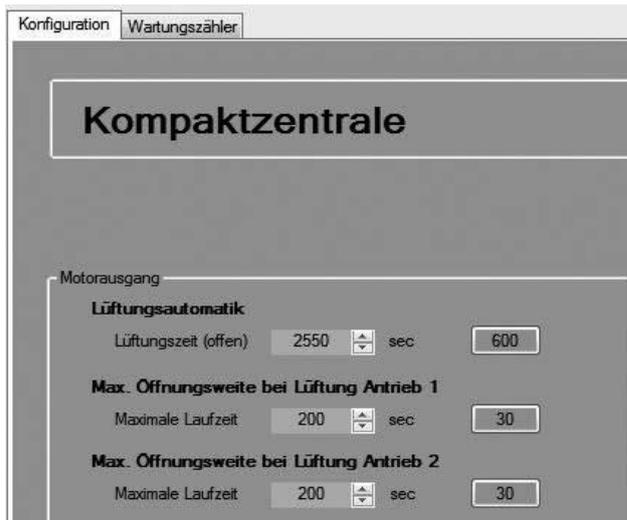 Konfiguration Wartungszähler
Kompaktzentrale
Motorausgang
Lüftungsautomatik
Lüftungszeit (offen) 2550 sec 600
Max. Öffnungsweite bei Lüftung Antrieb 1
Maximale Laufzeit 200 sec 30
Max. Öffnungsweite bei Lüftung Antrieb 2
Maximale Laufzeit 200 sec 30